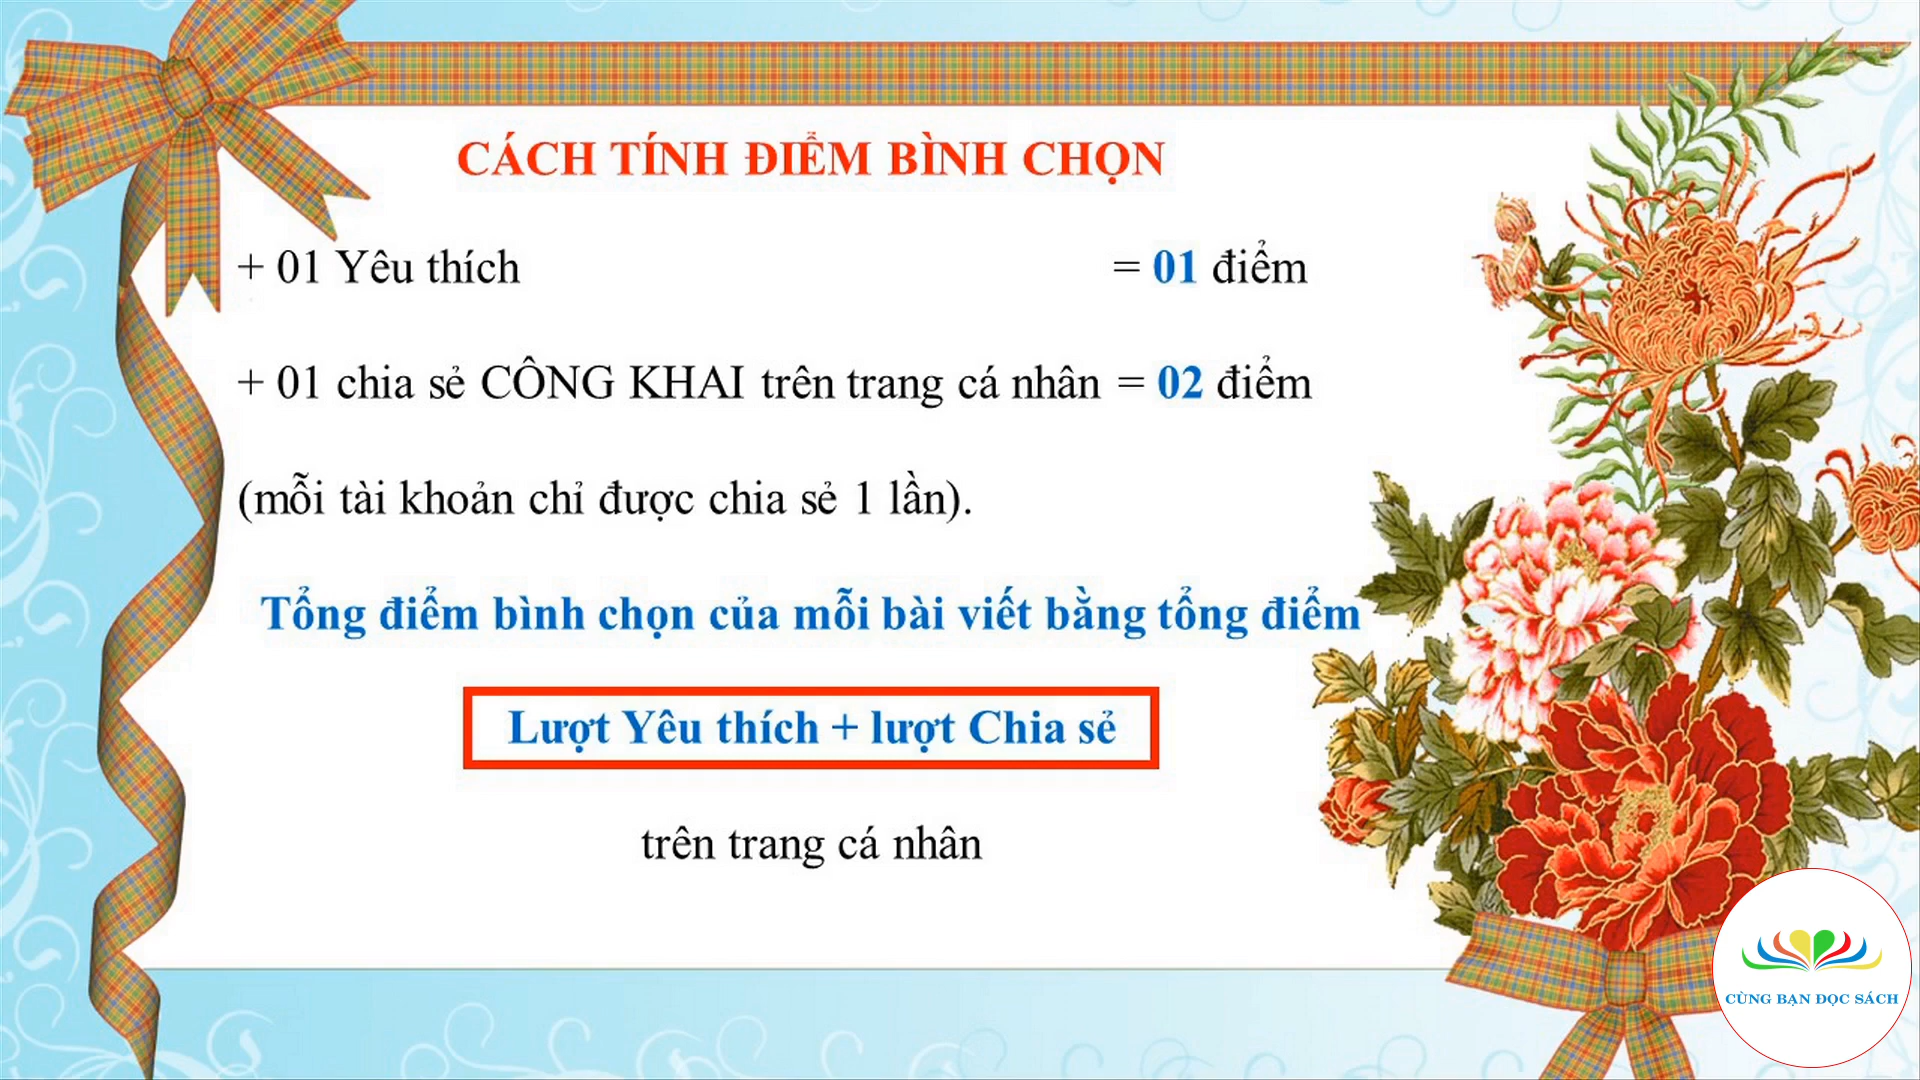 CÁCH TÍNH ĐIỂM BÌNH CHỌN
+ 01 Yêu thích = 01 điểm
+ 01 chia sẻ CÔNG KHAI trên trang cá nhân = 02 điểm
(mỗi tài khoản chỉ được chia sẻ 1 lần).
Tổng điểm bình chọn của mỗi bài viết bằng tổng điểm
Lượt Yêu thích + lượt Chia sẻ
trên trang cá nhân
CÙNG BẠN ĐỌC SÁCH